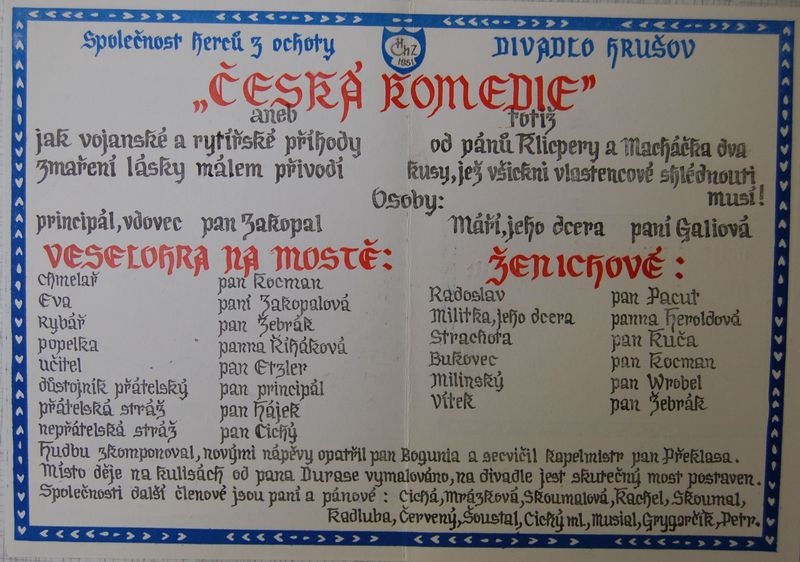 Společnost herců z ochoty
H Ch Z
1951
DIVADLO HRUŠOV
„ČESKÁ KOMEDIE”
aneb
totiž
jak vojanské a rytířské příhody
zmaření lásky málem přivodí
od pánů Klicpery a Macháčka dva
kusy, jež všickni vlastencové shlédnouti
musí!
Osoby:
principál, vdovec pan Zakopal
Máří, jeho dcera paní Galiová
VESELOHRA NA MOSTĚ:
chmelař pan Kocman
Eva paní Zakopalová
rybář pan Žebrák
popelka panna Řiháková
učitel pan Etzler
důstojník přátelský pan principál
přátelská stráž pan Hájek
nepřátelská stráž pan Cichý
ŽENICHOVÉ:
Radoslav pan Pacut
Militka, jeho dcera panna Heroldová
Strachota pan Kuča
Bukovec pan Kocman
Milinský pan Wrobel
Vítek pan Žebrák
Hudbu zkomponoval, novými nápěvy opatřil pan Bogunia a secvičil kapelmistr pan Překlasa.
Místo děje na kulisách od pana Durase vymalováno, na divadle jest skutečný most postaven.
Společnosti další členové jsou paní a pánové: Cichá, Mrázková, Skoumalová, Kachel, Skoumal,
Kadluba, Červený, Šoustal, Cichý ml., Musial, Grygarčík, Petr.